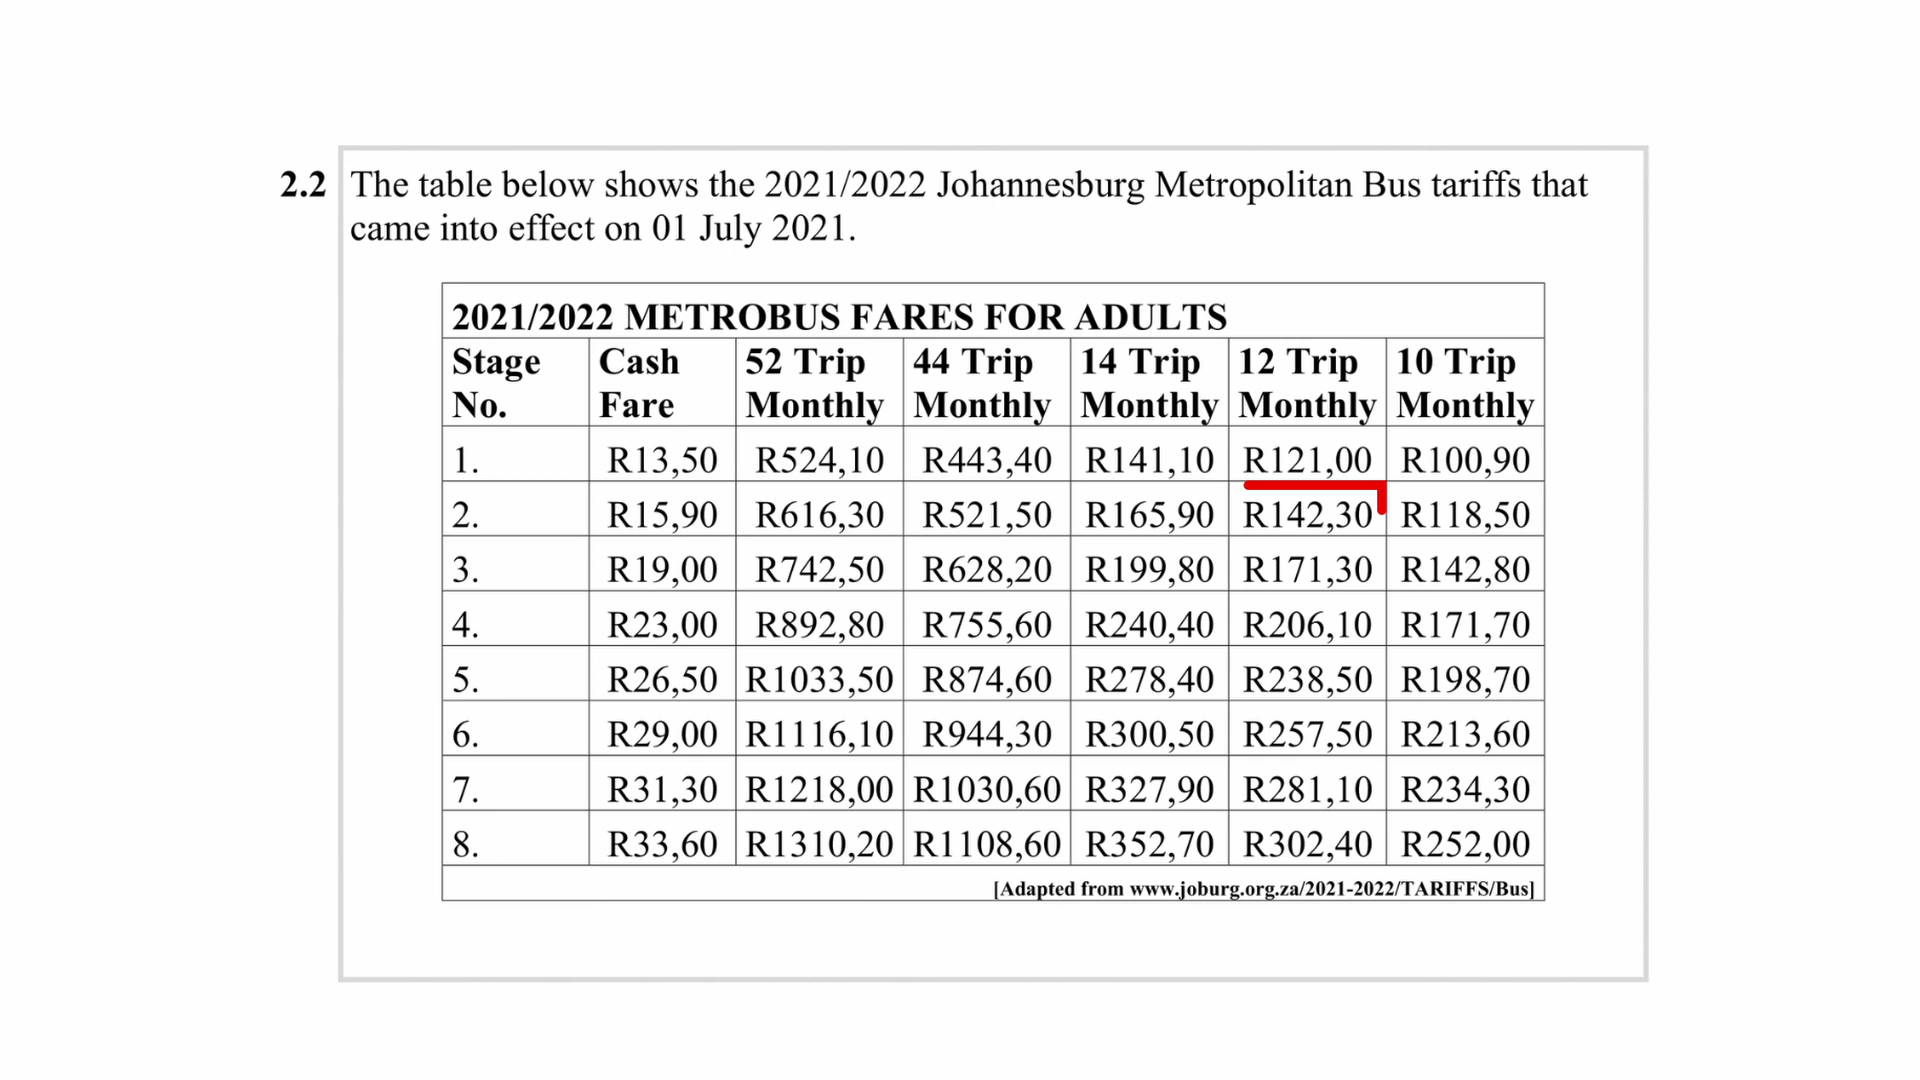 2.2 The table below shows the 2021/2022 Johannesburg Metropolitan Bus tariffs that
came into effect on 01 July 2021.
2021/2022 METROBUS FARES FOR ADULTS
Stage No. Cash Fare 52 Trip Monthly 44 Trip Monthly 14 Trip Monthly 12 Trip Monthly 10 Trip Monthly
1. R13,50 R524,10 R443,40 R141,10 R121,00 R100,90
2. R15,90 R616,30 R521,50 R165,90 R142,30 R118,50
3. R19,00 R742,50 R628,20 R199,80 R171,30 R142,80
4. R23,00 R892,80 R755,60 R240,40 R206,10 R171,70
5. R26,50 R1033,50 R874,60 R278,40 R238,50 R198,70
6. R29,00 R1116,10 R944,30 R300,50 R257,50 R213,60
7. R31,30 R1218,00 R1030,60 R327,90 R281,10 R234,30
8. R33,60 R1310,20 R1108,60 R352,70 R302,40 R252,00
[Adapted from www.joburg.org.za/2021-2022/TARIFFS/Bus]